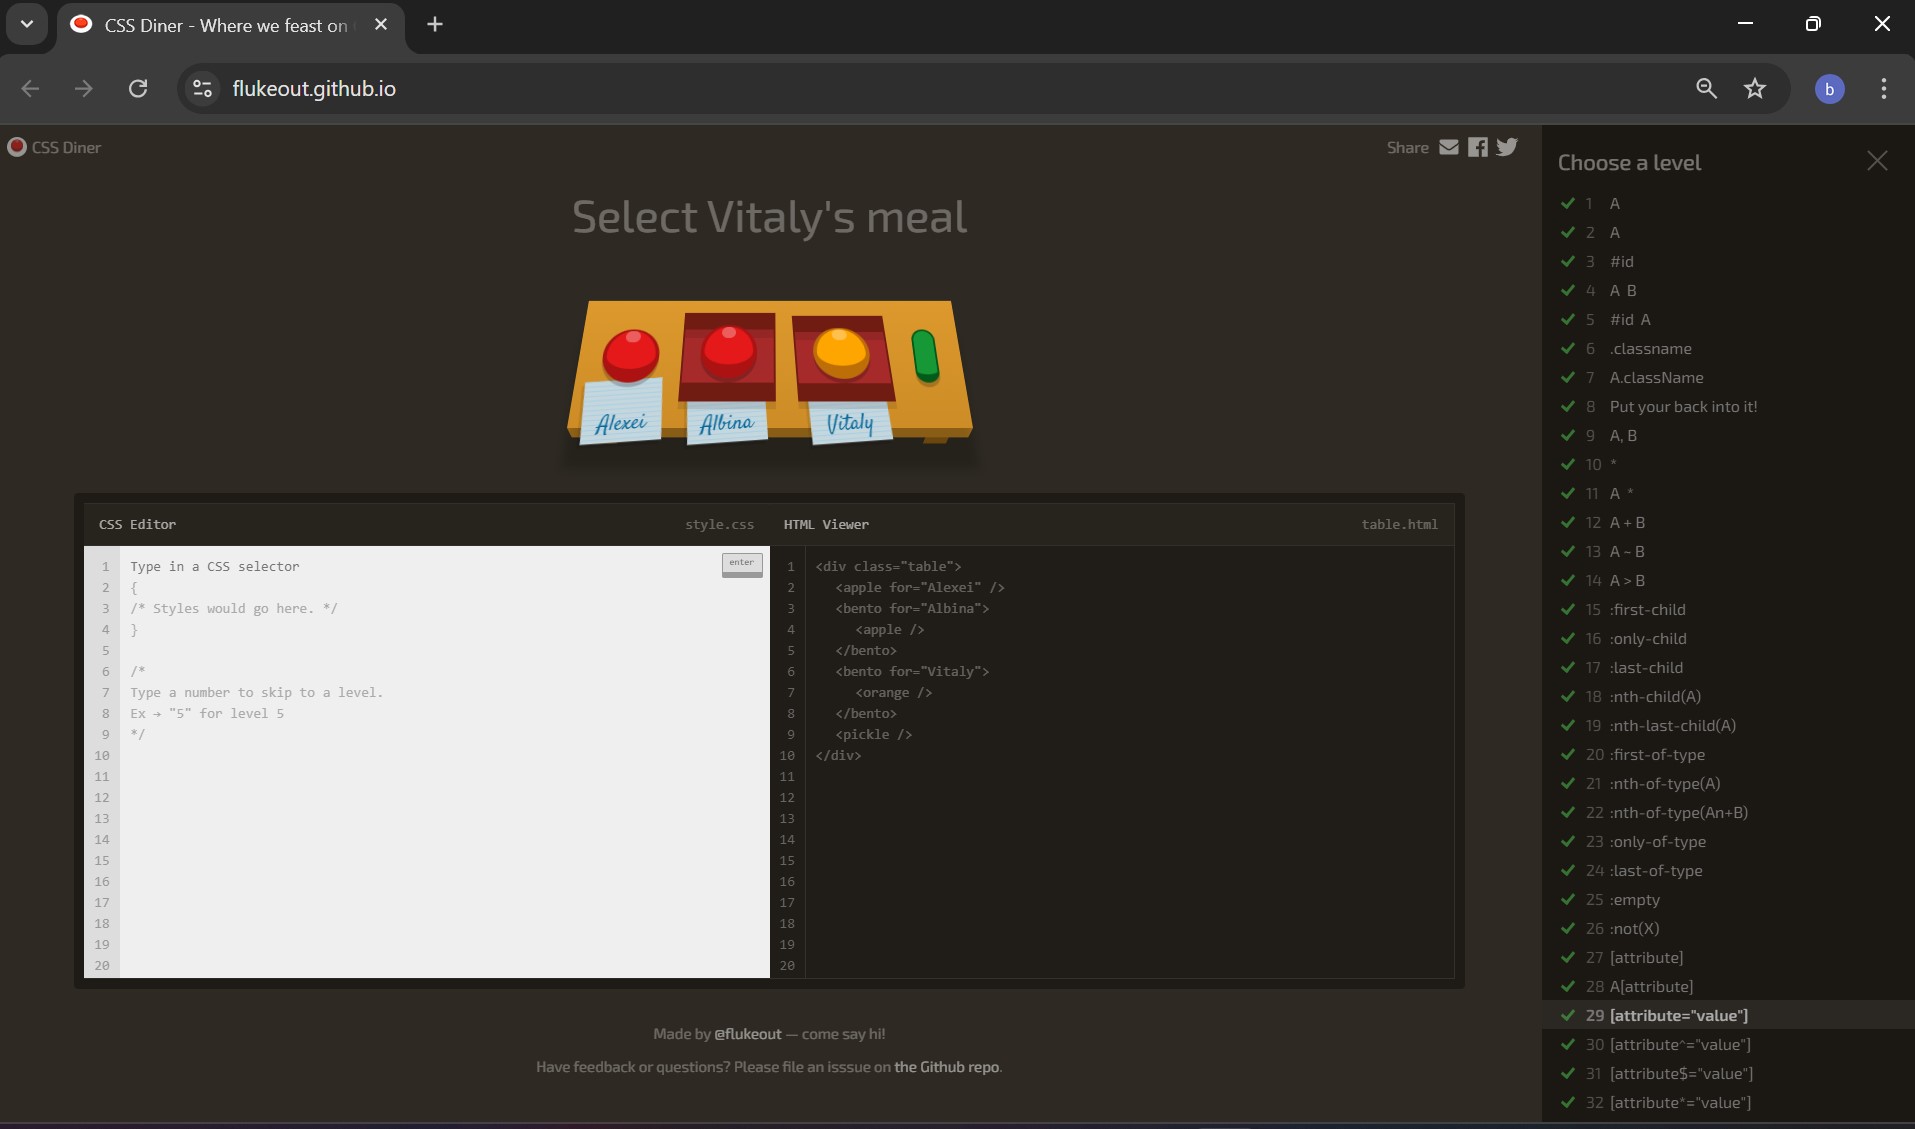 CSS Diner - Where we feast on
flukeout.github.io
b
CSS Diner
Share
Select Vitaly's meal
Alexei
Albina
Vitaly
CSS Editor
style.css
enter
1 Type in a CSS selector
2 {
3 /* Styles would go here. */
4 }
5
6 /*
7 Type a number to skip to a level.
8 Ex → "5" for level 5
9 */
10
11
12
13
14
15
16
17
18
19
20
HTML Viewer
table.html
1 <div class="table">
2 <apple for="Alexei" />
3 <bento for="Albina">
4 <apple />
5 </bento>
6 <bento for="Vitaly">
7 <orange />
8 </bento>
9 <pickle />
10 </div>
11
12
13
14
15
16
17
18
19
20
Made by @flukeout — come say hi!
Have feedback or questions? Please file an isssue on the Github repo.
Choose a level
1 A
2 A
3 #id
4 A B
5 #id A
6 .classname
7 A.className
8 Put your back into it!
9 A, B
10 *
11 A *
12 A + B
13 A ~ B
14 A > B
15 :first-child
16 :only-child
17 :last-child
18 :nth-child(A)
19 :nth-last-child(A)
20 :first-of-type
21 :nth-of-type(A)
22 :nth-of-type(An+B)
23 :only-of-type
24 :last-of-type
25 :empty
26 :not(X)
27 [attribute]
28 A[attribute]
29 [attribute="value"]
30 [attribute^="value"]
31 [attribute$="value"]
32 [attribute*="value"]